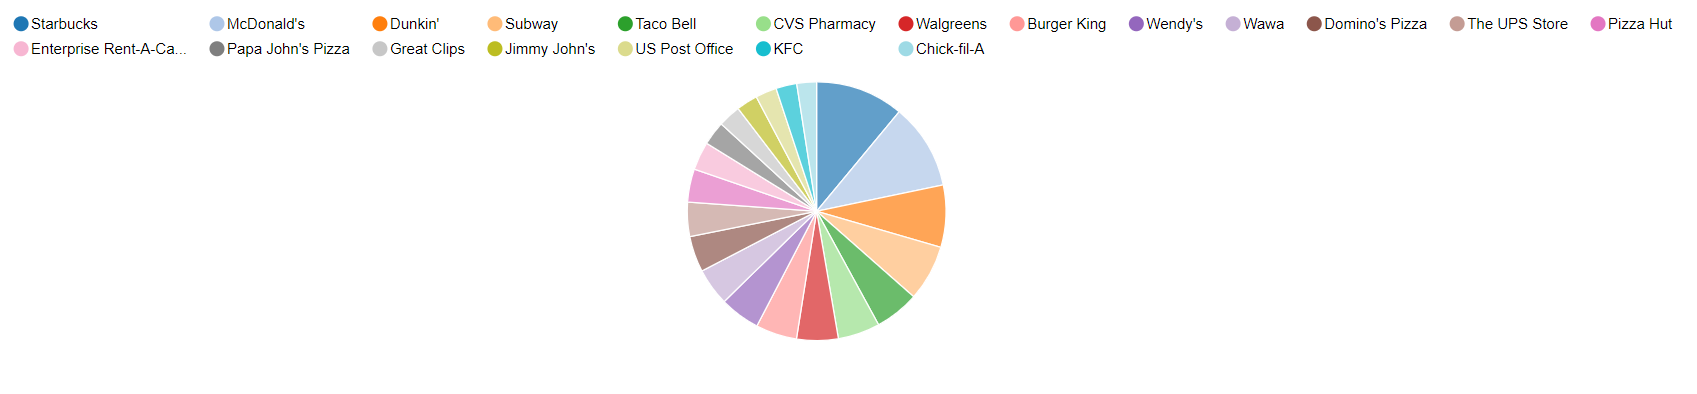 Starbucks McDonald's Dunkin' Subway Taco Bell CVS Pharmacy Walgreens Burger King Wendy's Wawa Domino's Pizza The UPS Store Pizza Hut
Enterprise Rent-A-Ca... Papa John's Pizza Great Clips Jimmy John's US Post Office KFC Chick-fil-A